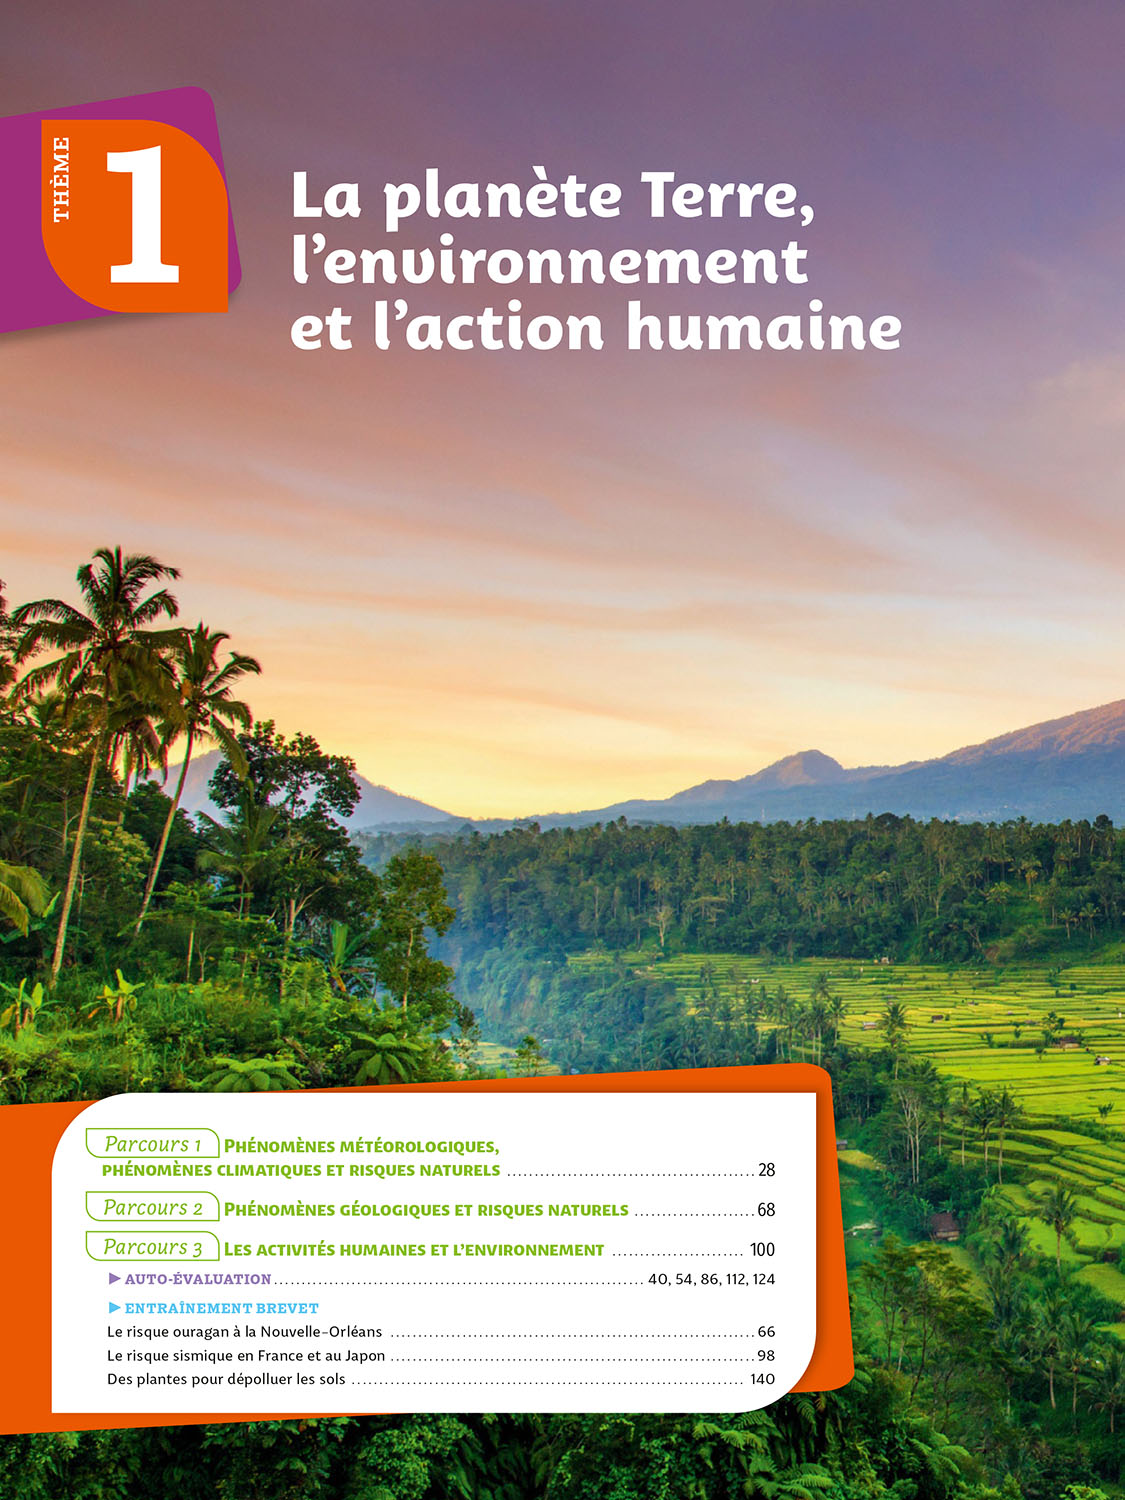 THÈME
1
La planète Terre,
l'environnement
et l'action humaine
Parcours 1 PHÉNOMÈNES MÉTÉOROLOGIQUES,
PHÉNOMÈNES CLIMATIQUES ET RISQUES NATURELS 28
Parcours 2 PHÉNOMÈNES GÉOLOGIQUES ET RISQUES NATURELS 68
Parcours 3 LES ACTIVITÉS HUMAINES ET L'ENVIRONNEMENT 100
▶ AUTO-ÉVALUATION 40, 54, 86, 112, 124
▶ ENTRAÎNEMENT BREVET
Le risque ouragan à la Nouvelle-Orléans 66
Le risque sismique en France et au Japon 98
Des plantes pour dépolluer les sols 140